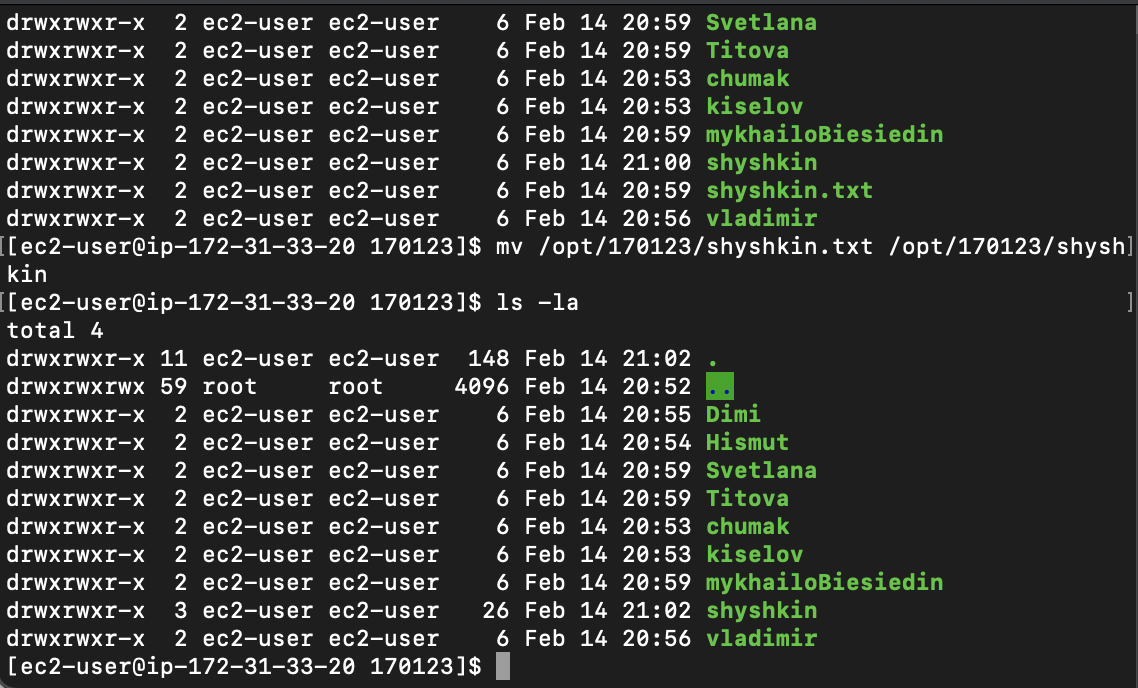 drwxrwxr-x  2 ec2-user ec2-user    6 Feb 14 20:59 Svetlana
drwxrwxr-x  2 ec2-user ec2-user    6 Feb 14 20:59 Titova
drwxrwxr-x  2 ec2-user ec2-user    6 Feb 14 20:53 chumak
drwxrwxr-x  2 ec2-user ec2-user    6 Feb 14 20:53 kiselov
drwxrwxr-x  2 ec2-user ec2-user    6 Feb 14 20:59 mykhailoBiesiedin
drwxrwxr-x  2 ec2-user ec2-user    6 Feb 14 21:00 shyshkin
drwxrwxr-x  2 ec2-user ec2-user    6 Feb 14 20:59 shyshkin.txt
drwxrwxr-x  2 ec2-user ec2-user    6 Feb 14 20:56 vladimir
[[ec2-user@ip-172-31-33-20 170123]$ mv /opt/170123/shyshkin.txt /opt/170123/shysh]
kin
[[ec2-user@ip-172-31-33-20 170123]$ ls -la                                       ]
total 4
drwxrwxr-x 11 ec2-user ec2-user  148 Feb 14 21:02 .
drwxrwxrwx 59 root     root     4096 Feb 14 20:52 ..
drwxrwxr-x  2 ec2-user ec2-user    6 Feb 14 20:55 Dimi
drwxrwxr-x  2 ec2-user ec2-user    6 Feb 14 20:54 Hismut
drwxrwxr-x  2 ec2-user ec2-user    6 Feb 14 20:59 Svetlana
drwxrwxr-x  2 ec2-user ec2-user    6 Feb 14 20:59 Titova
drwxrwxr-x  2 ec2-user ec2-user    6 Feb 14 20:53 chumak
drwxrwxr-x  2 ec2-user ec2-user    6 Feb 14 20:53 kiselov
drwxrwxr-x  2 ec2-user ec2-user    6 Feb 14 20:59 mykhailoBiesiedin
drwxrwxr-x  3 ec2-user ec2-user   26 Feb 14 21:02 shyshkin
drwxrwxr-x  2 ec2-user ec2-user    6 Feb 14 20:56 vladimir
[ec2-user@ip-172-31-33-20 170123]$